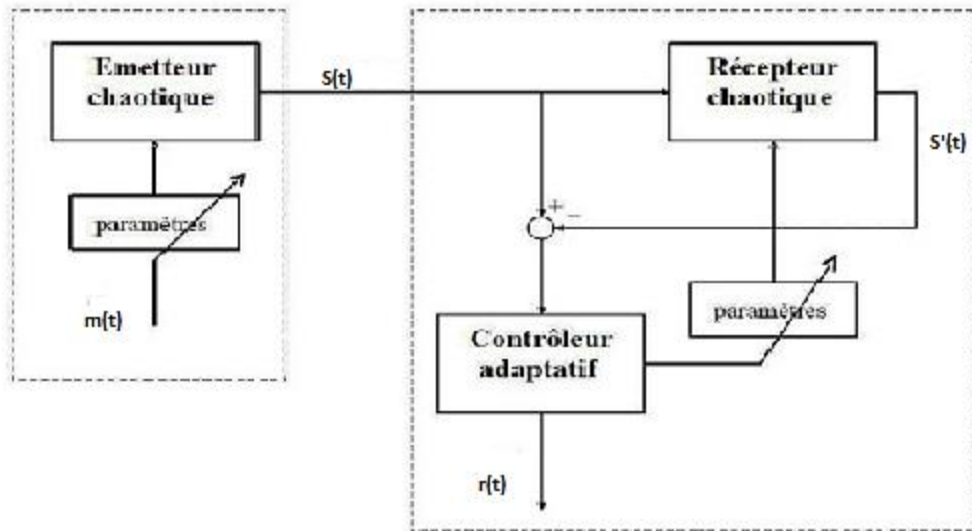 Emetteur
chaotique
S(t)
Récepteur
chaotique
S'(t)
+
-
paramètres
m(t)
paramètres
Contrôleur
adaptatif
r(t)